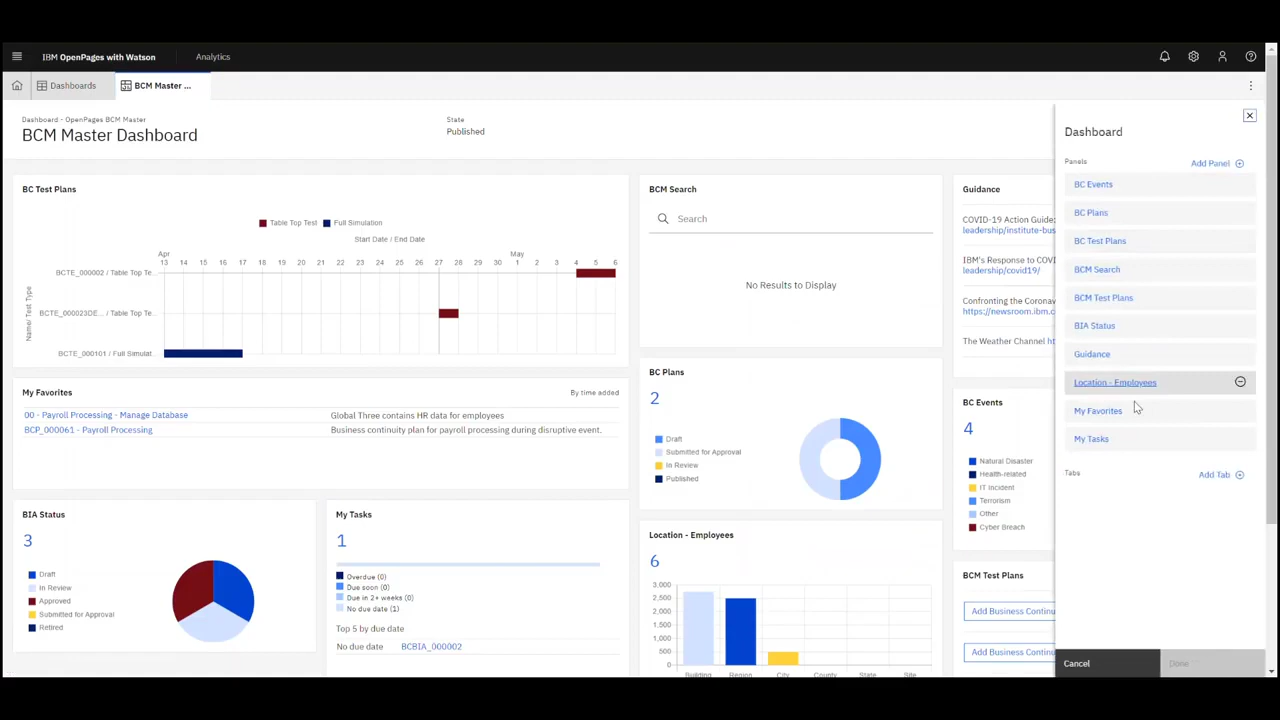 IBM OpenPages with Watson
Analytics
Dashboards
BCM Master ...
Dashboard - OpenPages BCM Master
BCM Master Dashboard
State
Published
BC Test Plans
Table Top Test
Full Simulation
Start Date / End Date
Apr
May
13 14 15 16 17 18 19 20 21 22 23 24 25 26 27 28 29 30 1 2 3 4 5 6
Name/ Test Type
BCTE_000002 / Table Top Te...
BCTE_000023DE... / Table Top Te...
BCTE_000101 / Full Simulat...
My Favorites
By time added
00 - Payroll Processing - Manage Database
Global Three contains HR data for employees
BCP_000061 - Payroll Processing
Business continuity plan for payroll processing during disruptive event.
BIA Status
3
Draft
In Review
Approved
Submitted for Approval
Retired
My Tasks
1
Overdue (0)
Due soon (0)
Due in 2+ weeks (0)
No due date (1)
Top 5 by due date
No due date
BCBIA_000002
BCM Search
Search
No Results to Display
BC Plans
2
Draft
Submitted for Approval
In Review
Published
Location - Employees
6
3,000
2,500
2,000
1,500
1,000
500
0
Building Region City County State Site
Guidance
COVID-19 Action Guide:
leadership/institute-bus
IBM's Response to COVI
leadership/covid19/
Confronting the Coronav
https://newsroom.ibm.c
The Weather Channel ht
BC Events
4
Natural Disaster
Health-related
IT Incident
Terrorism
Other
Cyber Breach
BCM Test Plans
Add Business Continu
Add Business Continu
Dashboard
Panels
Add Panel
BC Events
BC Plans
BC Test Plans
BCM Search
BCM Test Plans
BIA Status
Guidance
Location - Employees
My Favorites
My Tasks
Tabs
Add Tab
Cancel
Done